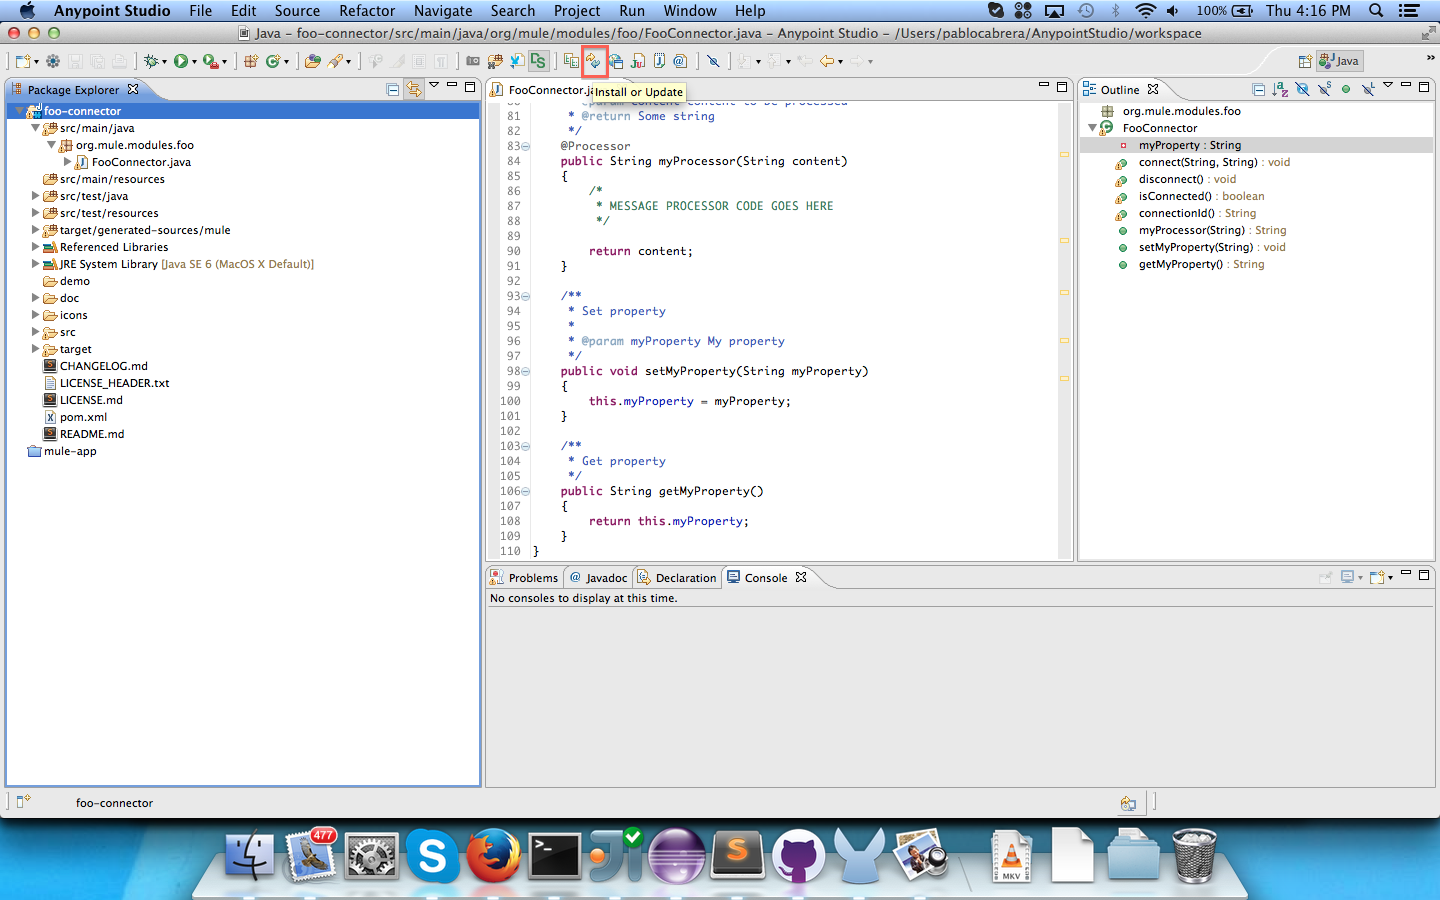 Anypoint Studio File Edit Source Refactor Navigate Search Project Run Window Help 100% Thu 4:16 PM
Java – foo-connector/src/main/java/org/mule/modules/foo/FooConnector.java – Anypoint Studio – /Users/pablocabrera/AnypointStudio/workspace
Java
Package Explorer
foo-connector
src/main/java
org.mule.modules.foo
FooConnector.java
src/main/resources
src/test/java
src/test/resources
target/generated-sources/mule
Referenced Libraries
JRE System Library [Java SE 6 (MacOS X Default)]
demo
doc
icons
src
target
CHANGELOG.md
LICENSE_HEADER.txt
LICENSE.md
pom.xml
README.md
mule-app
FooConnector.ja
Install or Update
80 * @param content Content to be processed
81 * @return Some string
82 */
83 @Processor
84 public String myProcessor(String content)
85 {
86 /*
87 * MESSAGE PROCESSOR CODE GOES HERE
88 */
89
90 return content;
91 }
92
93 /**
94 * Set property
95 *
96 * @param myProperty My property
97 */
98 public void setMyProperty(String myProperty)
99 {
100 this.myProperty = myProperty;
101 }
102
103 /**
104 * Get property
105 */
106 public String getMyProperty()
107 {
108 return this.myProperty;
109 }
110 }
Outline
org.mule.modules.foo
FooConnector
myProperty : String
connect(String, String) : void
disconnect() : void
isConnected() : boolean
connectionId() : String
myProcessor(String) : String
setMyProperty(String) : void
getMyProperty() : String
Problems @ Javadoc Declaration Console
No consoles to display at this time.
foo-connector
477
MKV